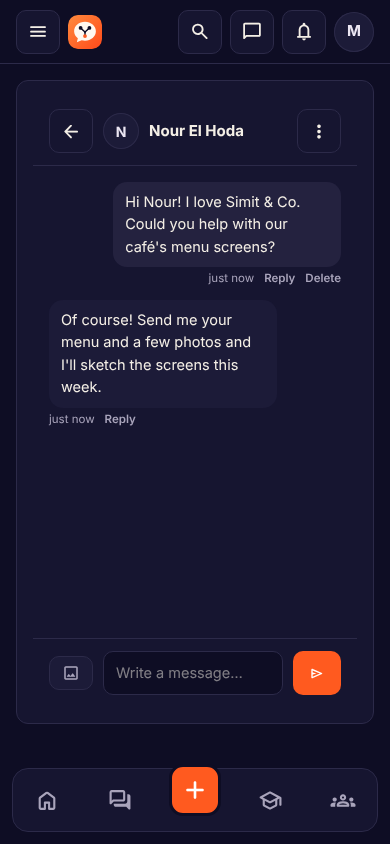 M
N
Nour El Hoda
Hi Nour! I love Simit & Co.
Could you help with our
café's menu screens?
just now Reply Delete
Of course! Send me your
menu and a few photos and
I'll sketch the screens this
week.
just now Reply
Write a message...